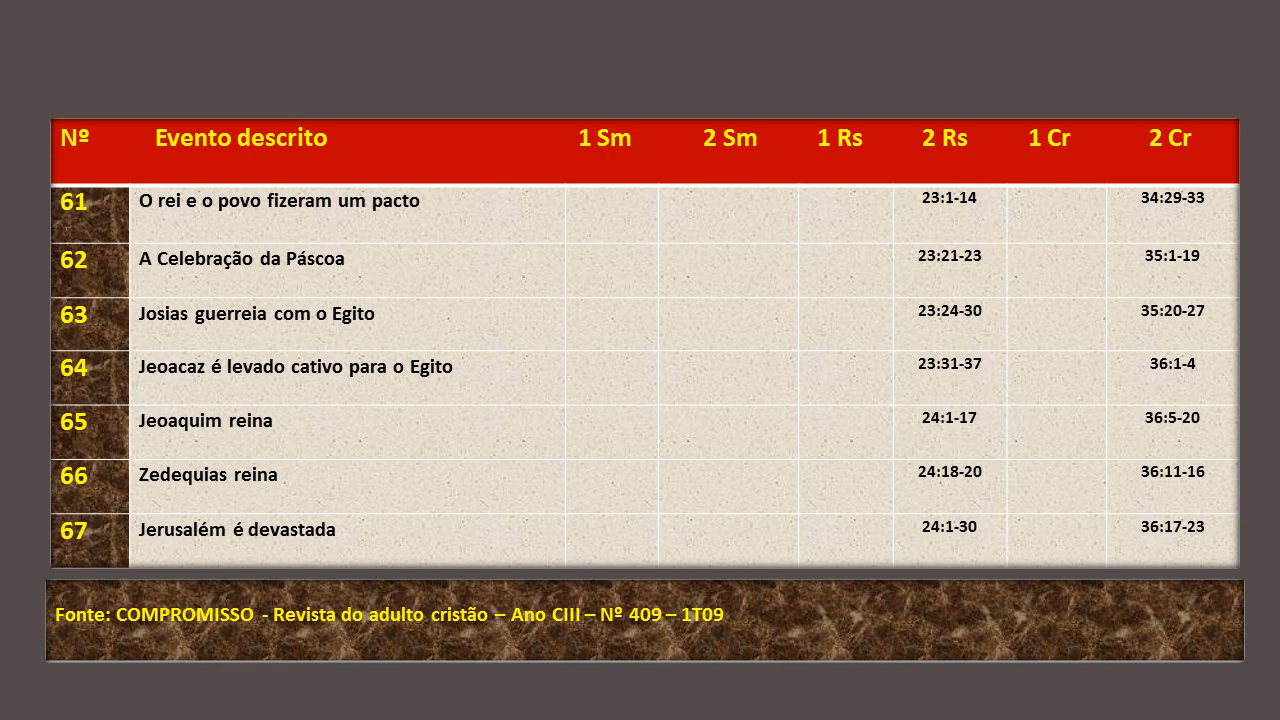 Nº Evento descrito 1 Sm 2 Sm 1 Rs 2 Rs 1 Cr 2 Cr
61 O rei e o povo fizeram um pacto 23:1-14 34:29-33
62 A Celebração da Páscoa 23:21-23 35:1-19
63 Josias guerreia com o Egito 23:24-30 35:20-27
64 Jeoacaz é levado cativo para o Egito 23:31-37 36:1-4
65 Jeoaquim reina 24:1-17 36:5-20
66 Zedequias reina 24:18-20 36:11-16
67 Jerusalém é devastada 24:1-30 36:17-23
Fonte: COMPROMISSO - Revista do adulto cristão – Ano CIII – Nº 409 – 1T09